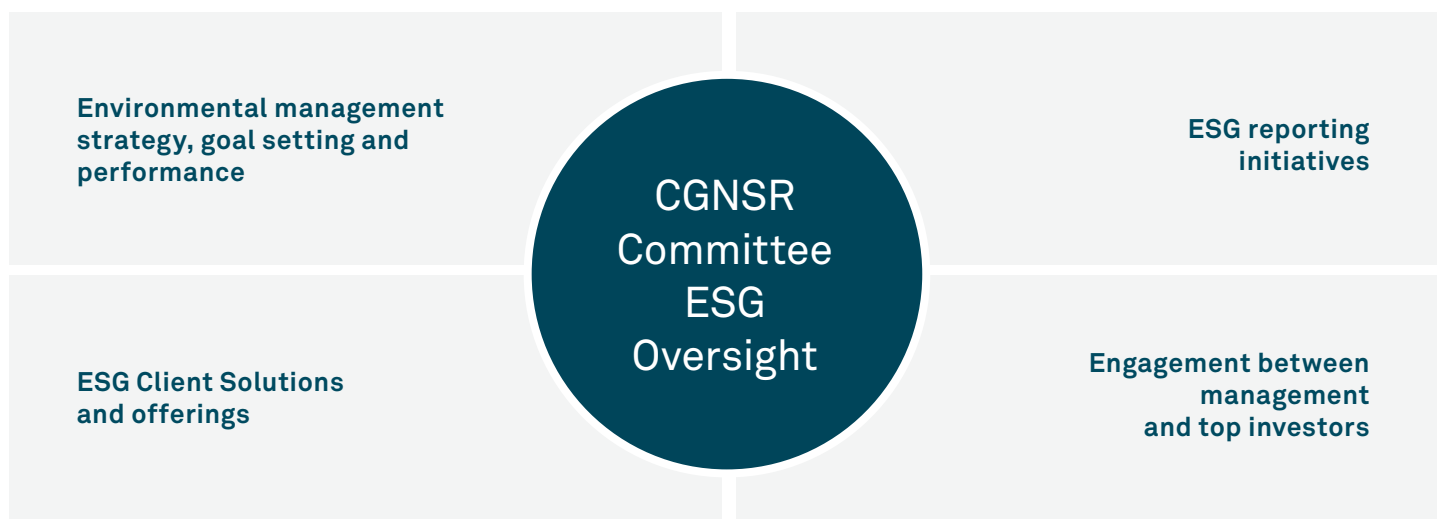 Environmental management
strategy, goal setting and
performance
ESG reporting
initiatives
CGNSR
Committee
ESG
Oversight
ESG Client Solutions
and offerings
Engagement between
management
and top investors